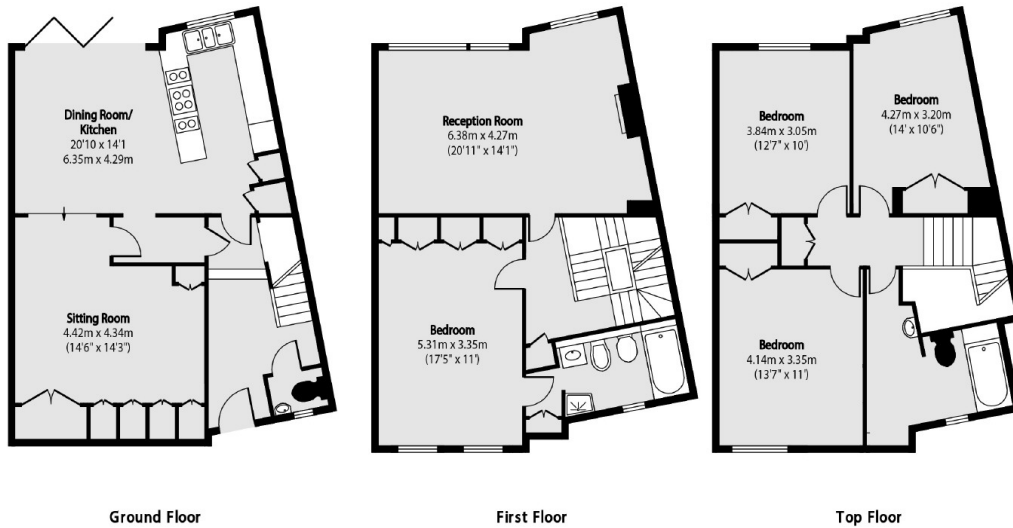 Dining Room/
Kitchen
20'10 x 14'1
6.35m x 4.29m
Sitting Room
4.42m x 4.34m
(14'6" x 14'3")
Ground Floor
Reception Room
6.38m x 4.27m
(20'11" x 14'1")
Bedroom
5.31m x 3.35m
(17'5" x 11')
First Floor
Bedroom
3.84m x 3.05m
(12'7" x 10')
Bedroom
4.27m x 3.20m
(14' x 10'6")
Bedroom
4.14m x 3.35m
(13'7" x 11')
Top Floor